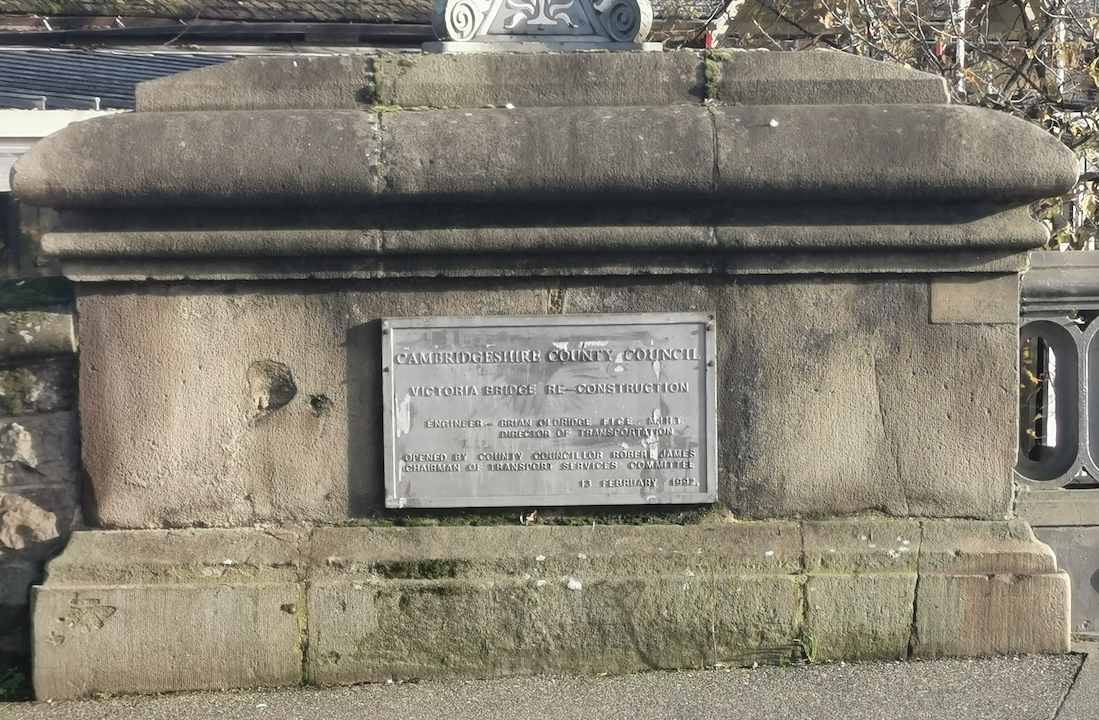 CAMBRIDGESHIRE COUNTY COUNCIL
VICTORIA BRIDGE RE-CONSTRUCTION
ENGINEER - BRIAN OLDRIDGE F.I.C.E. M.I.H.T.
DIRECTOR OF TRANSPORTATION
OPENED BY COUNTY COUNCILLOR ROBERT JAMES
CHAIRMAN OF TRANSPORT SERVICES COMMITTEE
13 FEBRUARY 1992.